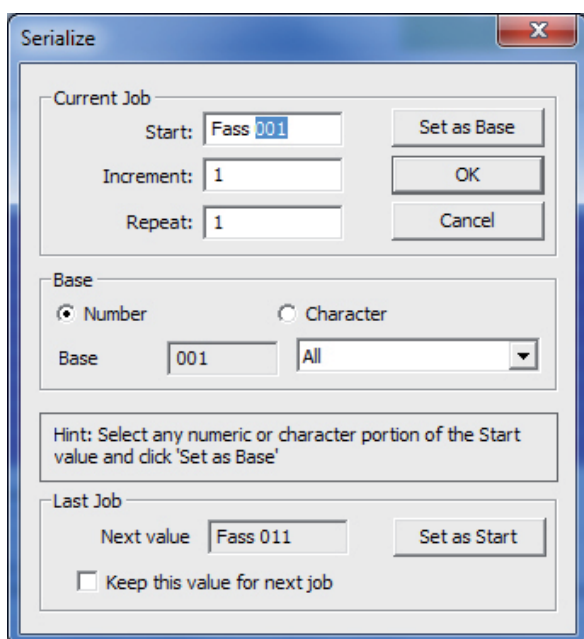 Serialize
Current Job
Start: Fass 001 Set as Base
Increment: 1 OK
Repeat: 1 Cancel
Base
Number Character
Base 001 All
Hint: Select any numeric or character portion of the Start
value and click 'Set as Base'
Last Job
Next value Fass 011 Set as Start
Keep this value for next job